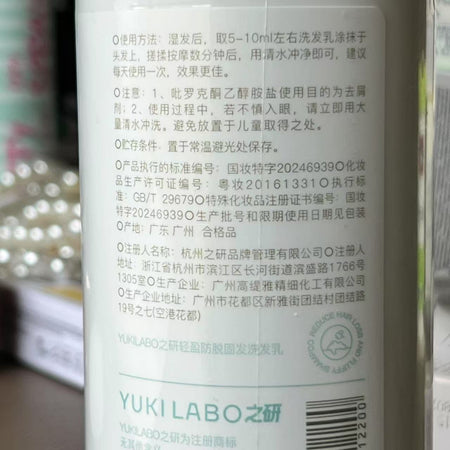 使用方法：湿发后，取5-10ml左右洗发乳涂抹于
头发上，揉搓按摩数分钟后，用清水冲净即可，建议
每天使用一次，效果更佳。
注意：1、吡罗克酮乙醇胺盐使用目的为去屑
剂；2、使用过程中，若不慎入眼，请立即用大
量清水冲洗。避免放置于儿童取得之处。
贮存条件：置于常温避光处保存。
产品执行的标准编号：国妆特字20246939 化妆
品生产许可证编号：粤妆20161331 执行标
准：GB/T 29679 特殊化妆品注册证书编号：国妆
特字20246939 生产批号和限期使用日期见包装
产地：广东 广州 合格品
注册人名称：杭州之研品牌管理有限公司 注册人
地址：浙江省杭州市滨江区长河街道滨盛路1766号
1305室 生产企业：广州高缇雅精细化工有限公司
生产企业地址：广州市花都区新雅街团结村团结路
19号之七(空港花都)
YUKILABO之研轻盈防脱固发洗发乳
REDUCE HAIR LOSS AND FLUFFY SHAMPOO
YUKILABO之研
YUKILABO之研为注册商标
12200